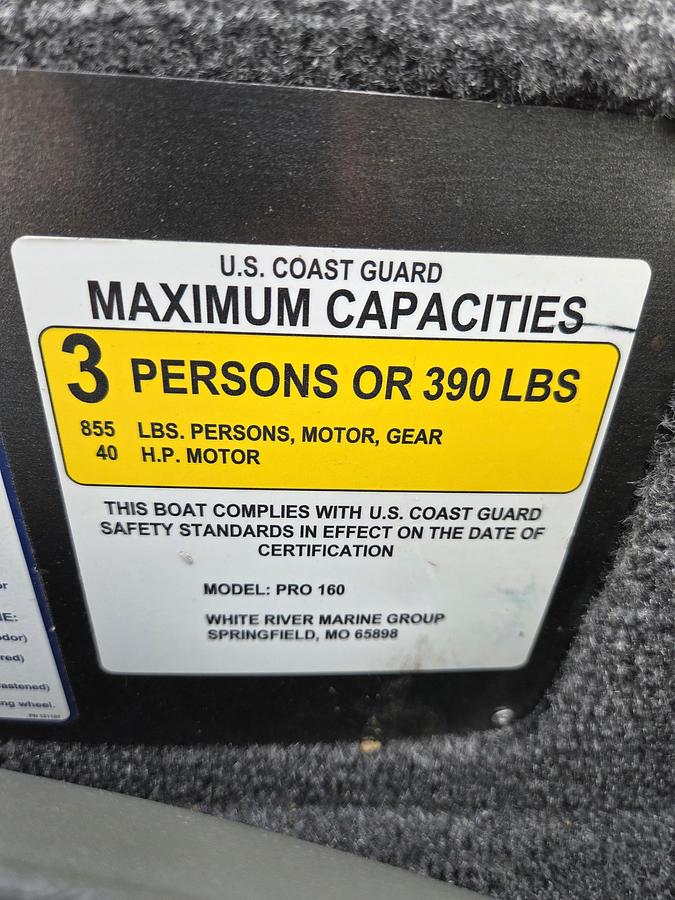 U.S. COAST GUARD
MAXIMUM CAPACITIES
3 PERSONS OR 390 LBS
855 LBS. PERSONS, MOTOR, GEAR
40 H.P. MOTOR
THIS BOAT COMPLIES WITH U.S. COAST GUARD
SAFETY STANDARDS IN EFFECT ON THE DATE OF
CERTIFICATION
MODEL: PRO 160
WHITE RIVER MARINE GROUP
SPRINGFIELD, MO 65898
wheel.